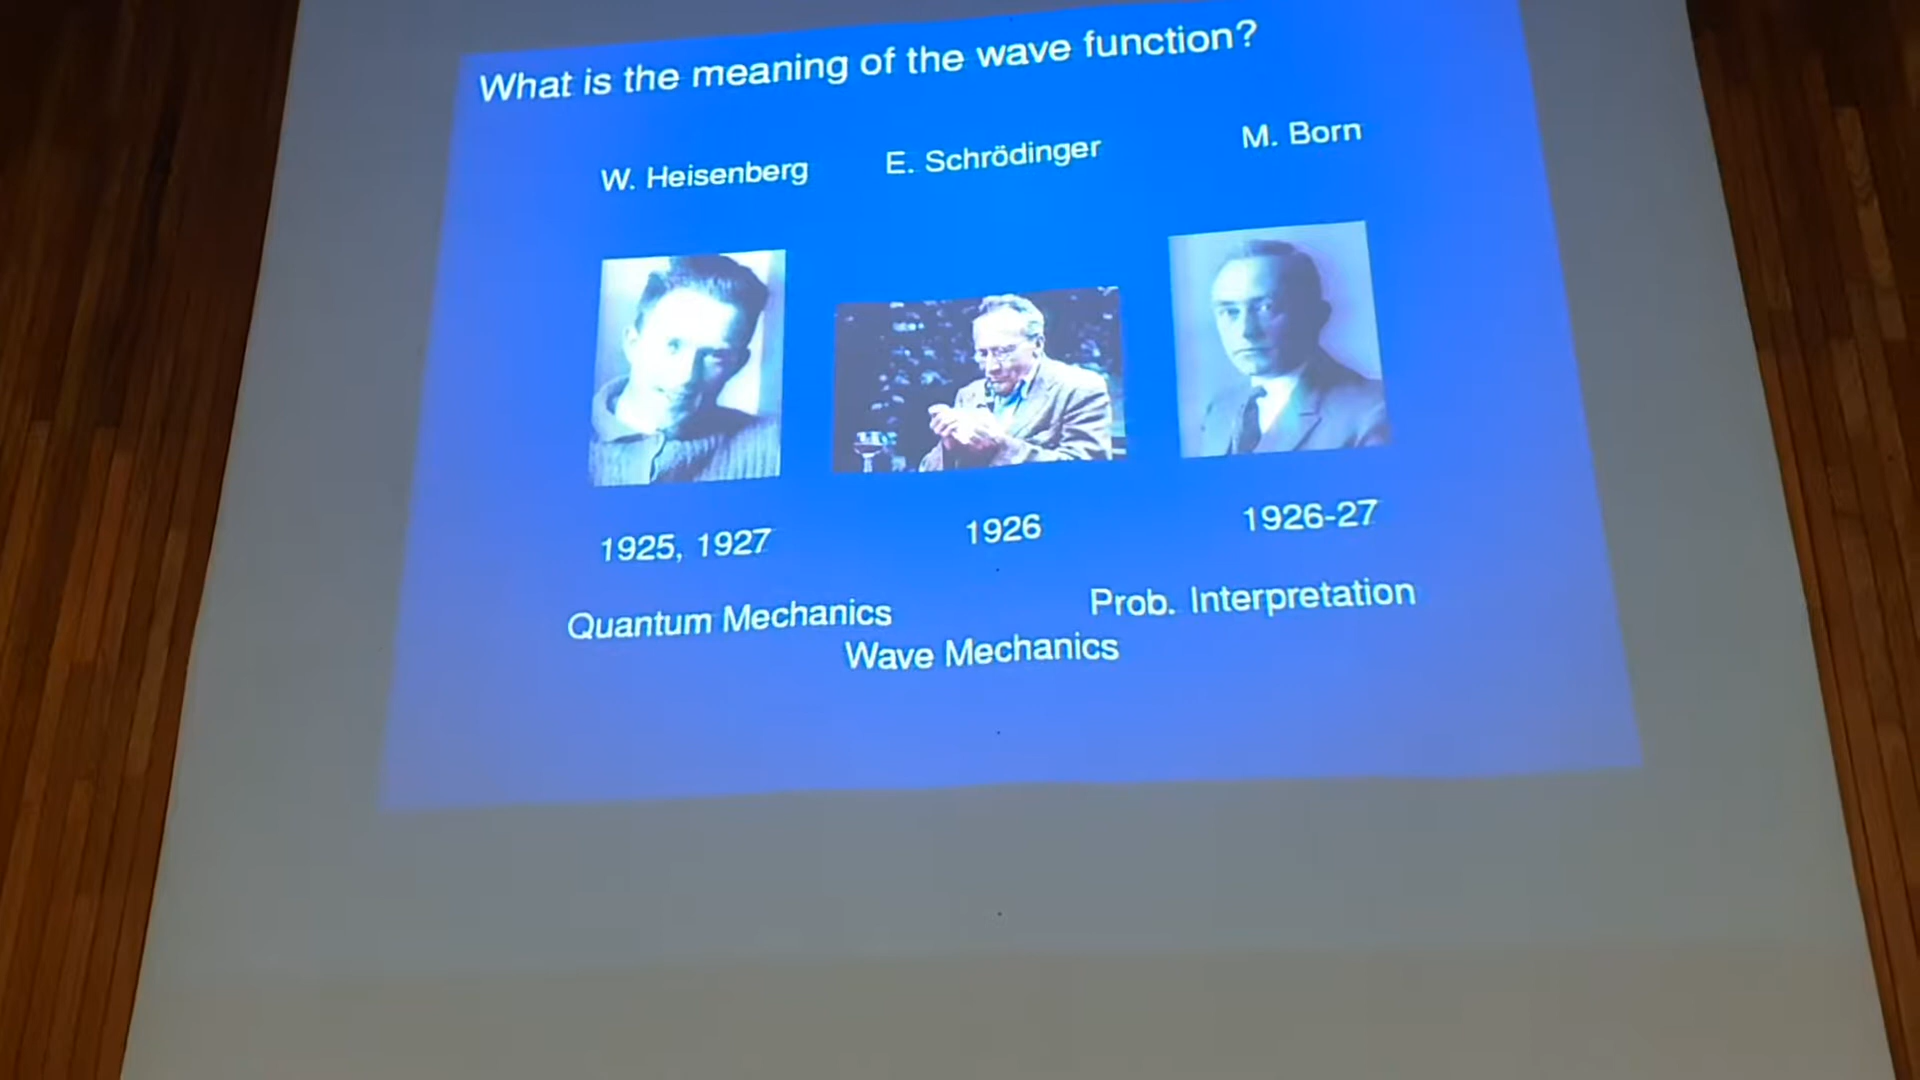 What is the meaning of the wave function?
W. Heisenberg
E. Schrödinger
M. Born
1925, 1927
1926
1926-27
Quantum Mechanics
Wave Mechanics
Prob. Interpretation